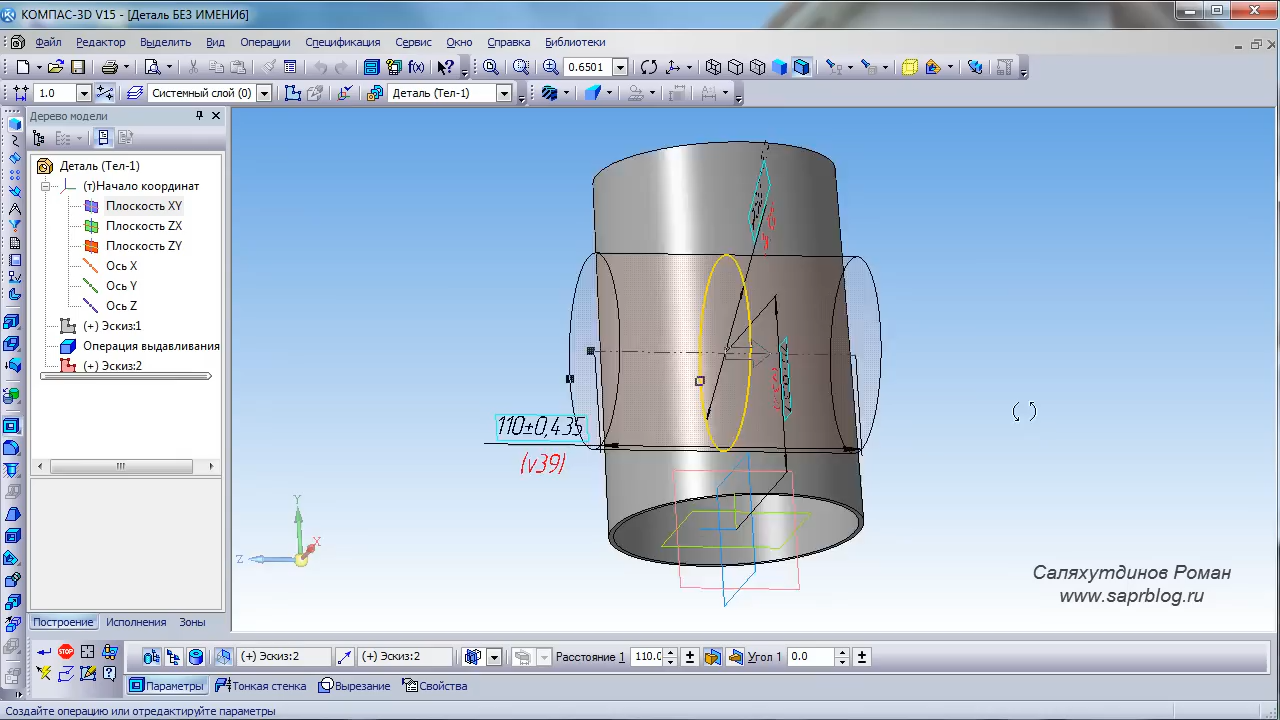 КОМПАС-3D V15 - [Деталь БЕЗ ИМЕНИ6]
Файл Редактор Выделить Вид Операции Спецификация Сервис Окно Справка Библиотеки
f(x) 0.6501
1.0 Системный слой (0) Деталь (Тел-1)
Дерево модели
Деталь (Тел-1)
(т)Начало координат
Плоскость XY
Плоскость ZX
Плоскость ZY
Ось X
Ось Y
Ось Z
(+) Эскиз:1
Операция выдавливания
(+) Эскиз:2
110±0,435
(v39)
Y
X
Z
Саляхутдинов Роман
www.saprblog.ru
Построение Исполнения Зоны
STOP (+) Эскиз:2 (+) Эскиз:2 Расстояние 1 110.0 Угол 1 0.0
Параметры Тонкая стенка Вырезание Свойства
Создайте операцию или отредактируйте параметры